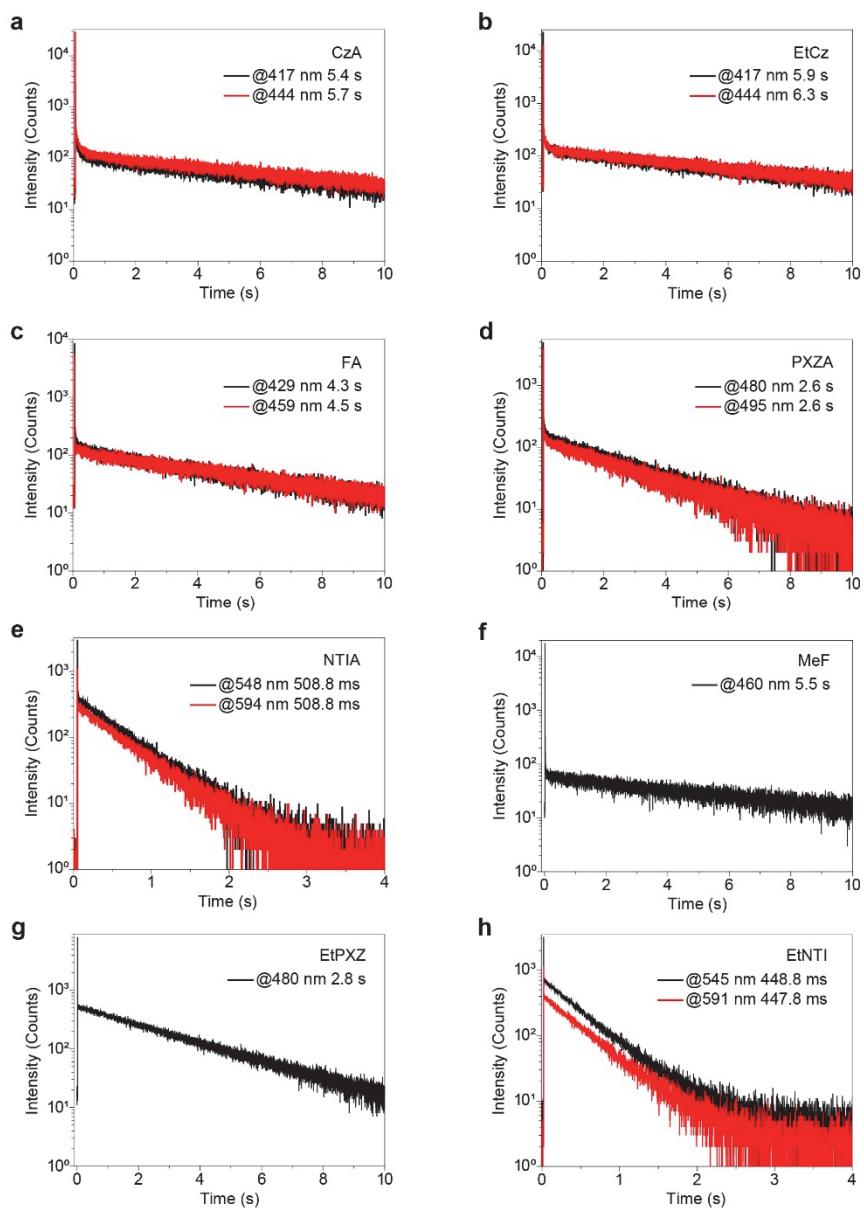 a
CzA
@417 nm 5.4 s
@444 nm 5.7 s
Intensity (Counts)
10⁴
10³
10²
10¹
10⁰
0 2 4 6 8 10
Time (s)
b
EtCz
@417 nm 5.9 s
@444 nm 6.3 s
Intensity (Counts)
10⁴
10³
10²
10¹
10⁰
0 2 4 6 8 10
Time (s)
c
FA
@429 nm 4.3 s
@459 nm 4.5 s
Intensity (Counts)
10⁴
10³
10²
10¹
10⁰
0 2 4 6 8 10
Time (s)
d
PXZA
@480 nm 2.6 s
@495 nm 2.6 s
Intensity (Counts)
10³
10²
10¹
10⁰
0 2 4 6 8 10
Time (s)
e
NTIA
@548 nm 508.8 ms
@594 nm 508.8 ms
Intensity (Counts)
10³
10²
10¹
10⁰
0 1 2 3 4
Time (s)
f
MeF
@460 nm 5.5 s
Intensity (Counts)
10⁴
10³
10²
10¹
10⁰
0 2 4 6 8 10
Time (s)
g
EtPXZ
@480 nm 2.8 s
Intensity (Counts)
10³
10²
10¹
10⁰
0 2 4 6 8 10
Time (s)
h
EtNTI
@545 nm 448.8 ms
@591 nm 447.8 ms
Intensity (Counts)
10³
10²
10¹
10⁰
0 1 2 3 4
Time (s)